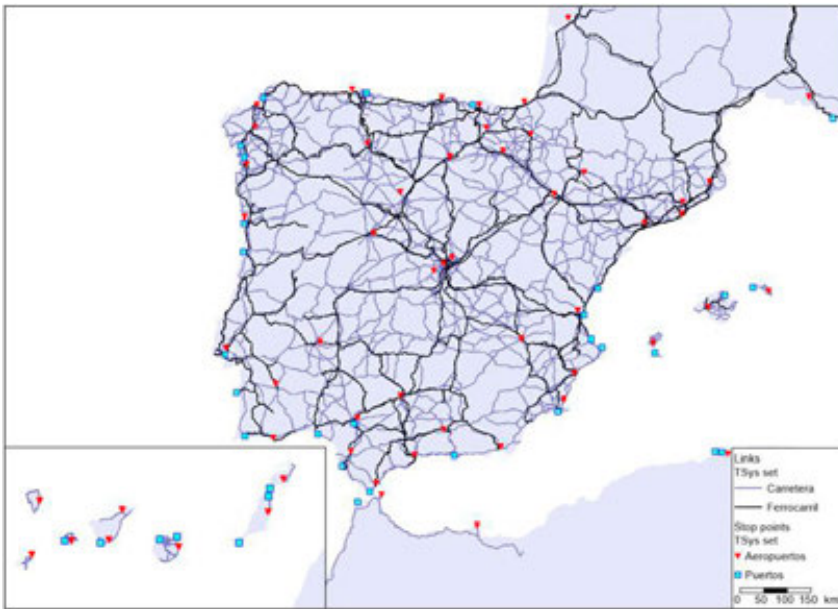 Links
TSys set
Carretera
Ferrocarril
Stop points
TSys set
Aeropuertos
Puertos
0 50 100 150 km